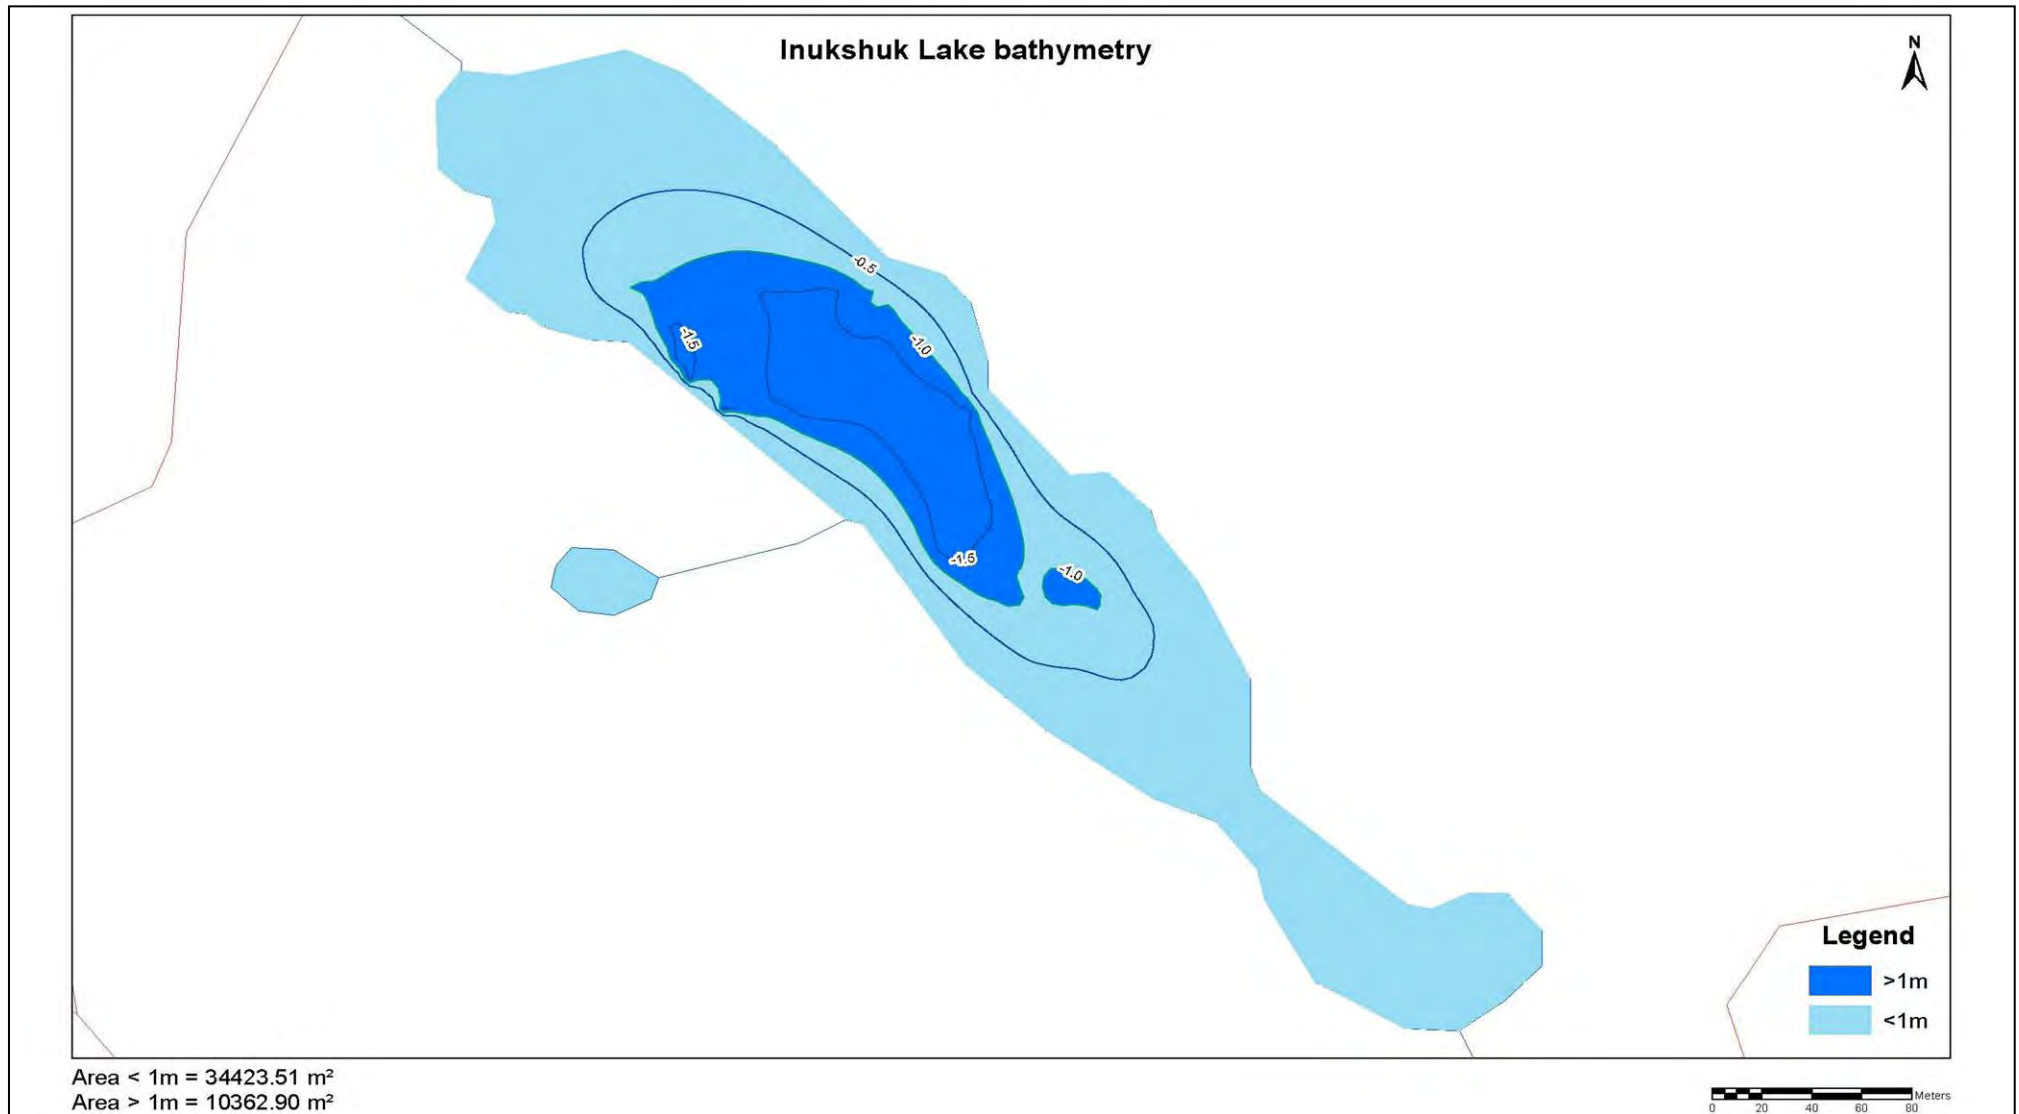 Inukshuk Lake bathymetry
N
-0.5
-1.5
-1.0
-1.5
-1.0
Legend
>1m
<1m
Area < 1m = 34423.51 m²
Area > 1m = 10362.90 m²
Meters
0 20 40 60 80